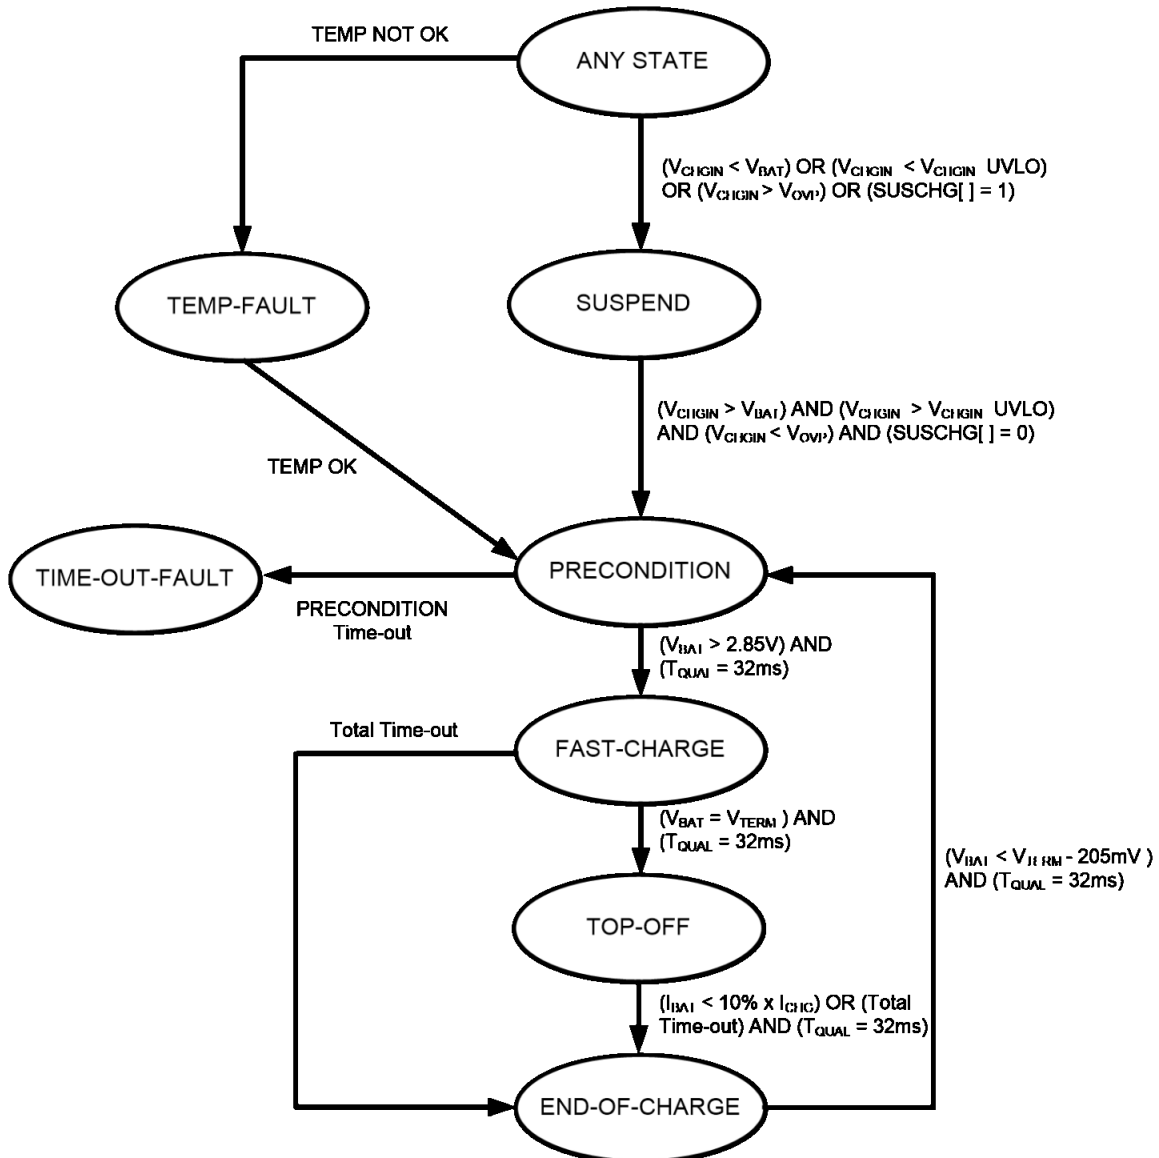 TEMP NOT OK
ANY STATE
(VCHGIN < VBAT) OR (VCHGIN < VCHGIN UVLO)
OR (VCHGIN > VOVP) OR (SUSCHG[ ] = 1)
TEMP-FAULT
SUSPEND
(VCHGIN > VBAT) AND (VCHGIN > VCHGIN UVLO)
AND (VCHGIN < VOVP) AND (SUSCHG[ ] = 0)
TEMP OK
TIME-OUT-FAULT
PRECONDITION
PRECONDITION
Time-out
(VBAT > 2.85V) AND
(TQUAL = 32ms)
Total Time-out
FAST-CHARGE
(VBAT = VTERM ) AND
(TQUAL = 32ms)
(VBAT < VTERM - 205mV )
AND (TQUAL = 32ms)
TOP-OFF
(IBAT < 10% x ICHG) OR (Total
Time-out) AND (TQUAL = 32ms)
END-OF-CHARGE